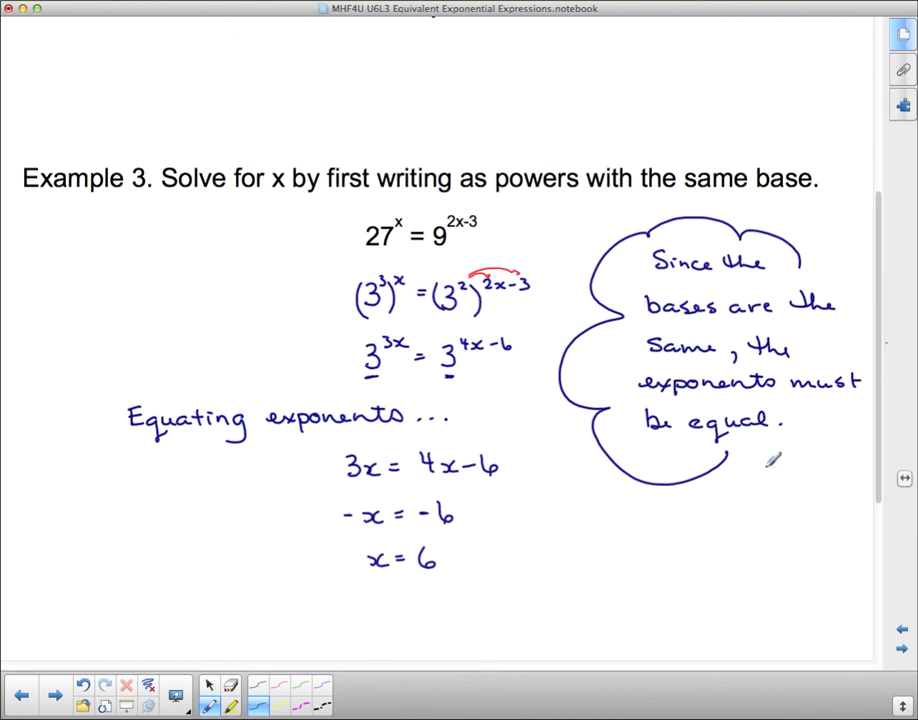 MHF4U U6L3 Equivalent Exponential Expressions.notebook
Example 3. Solve for x by first writing as powers with the same base.
27^x = 9^(2x-3)
(3^3)^x = (3^2)^(2x-3)
3^(3x) = 3^(4x-6)
Equating exponents ...
3x = 4x-6
-x = -6
x = 6
Since the
bases are the
same, the
exponents must
be equal.